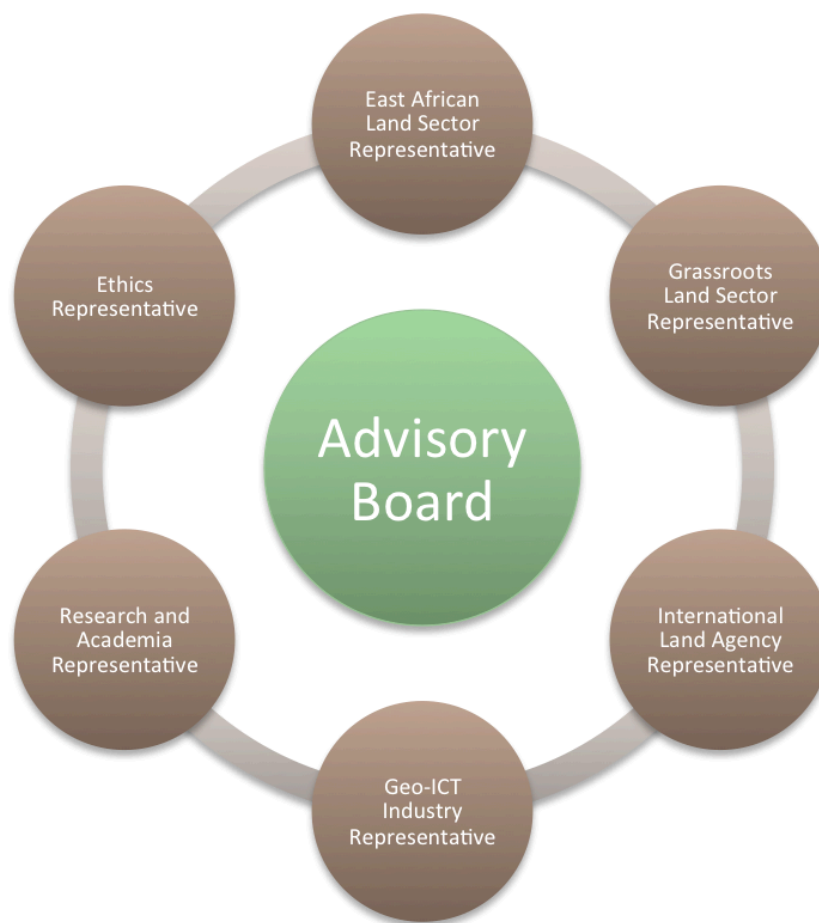 East African
Land Sector
Representative
Grassroots
Land Sector
Representative
International
Land Agency
Representative
Geo-ICT
Industry
Representative
Research and
Academia
Representative
Ethics
Representative
Advisory
Board